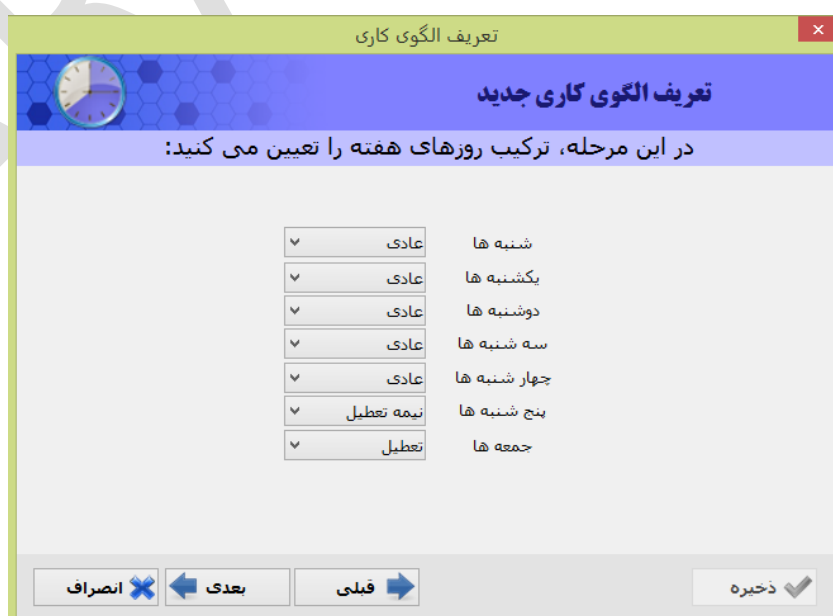 تعریف الگوی کاری
تعریف الگوی کاری جدید
در این مرحله، ترکیب روزهای هفته را تعیین می کنید:
شنبه ها عادی
یکشنبه ها عادی
دوشنبه ها عادی
سه شنبه ها عادی
چهار شنبه ها عادی
پنج شنبه ها نیمه تعطیل
جمعه ها تعطیل
ذخیره قبلی بعدی انصراف